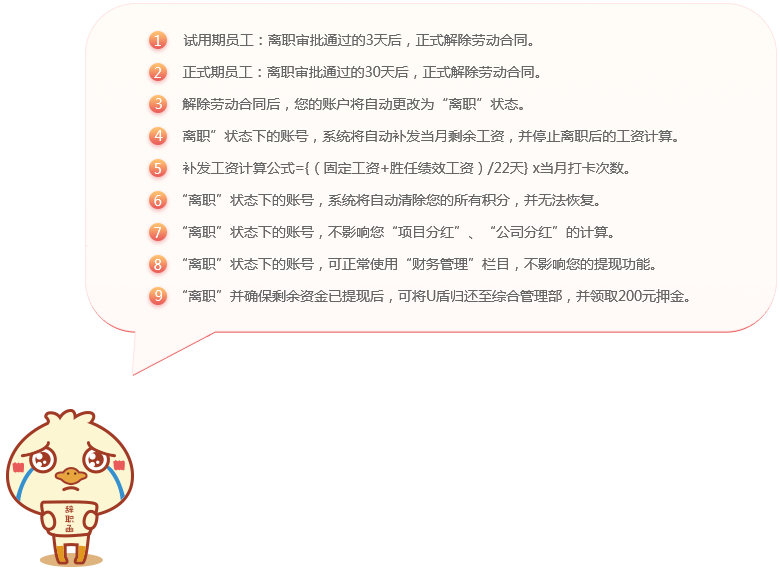 1 试用期员工：离职审批通过的3天后，正式解除劳动合同。
2 正式期员工：离职审批通过的30天后，正式解除劳动合同。
3 解除劳动合同后，您的账户将自动更改为“离职”状态。
4 离职”状态下的账号，系统将自动补发当月剩余工资，并停止离职后的工资计算。
5 补发工资计算公式={（固定工资+胜任绩效工资）/22天} x当月打卡次数。
6 “离职”状态下的账号，系统将自动清除您的所有积分，并无法恢复。
7 “离职”状态下的账号，不影响您“项目分红”、“公司分红”的计算。
8 “离职”状态下的账号，可正常使用“财务管理”栏目，不影响您的提现功能。
9 “离职”并确保剩余资金已提现后，可将U盾归还至综合管理部，并领取200元押金。
辞
职
函